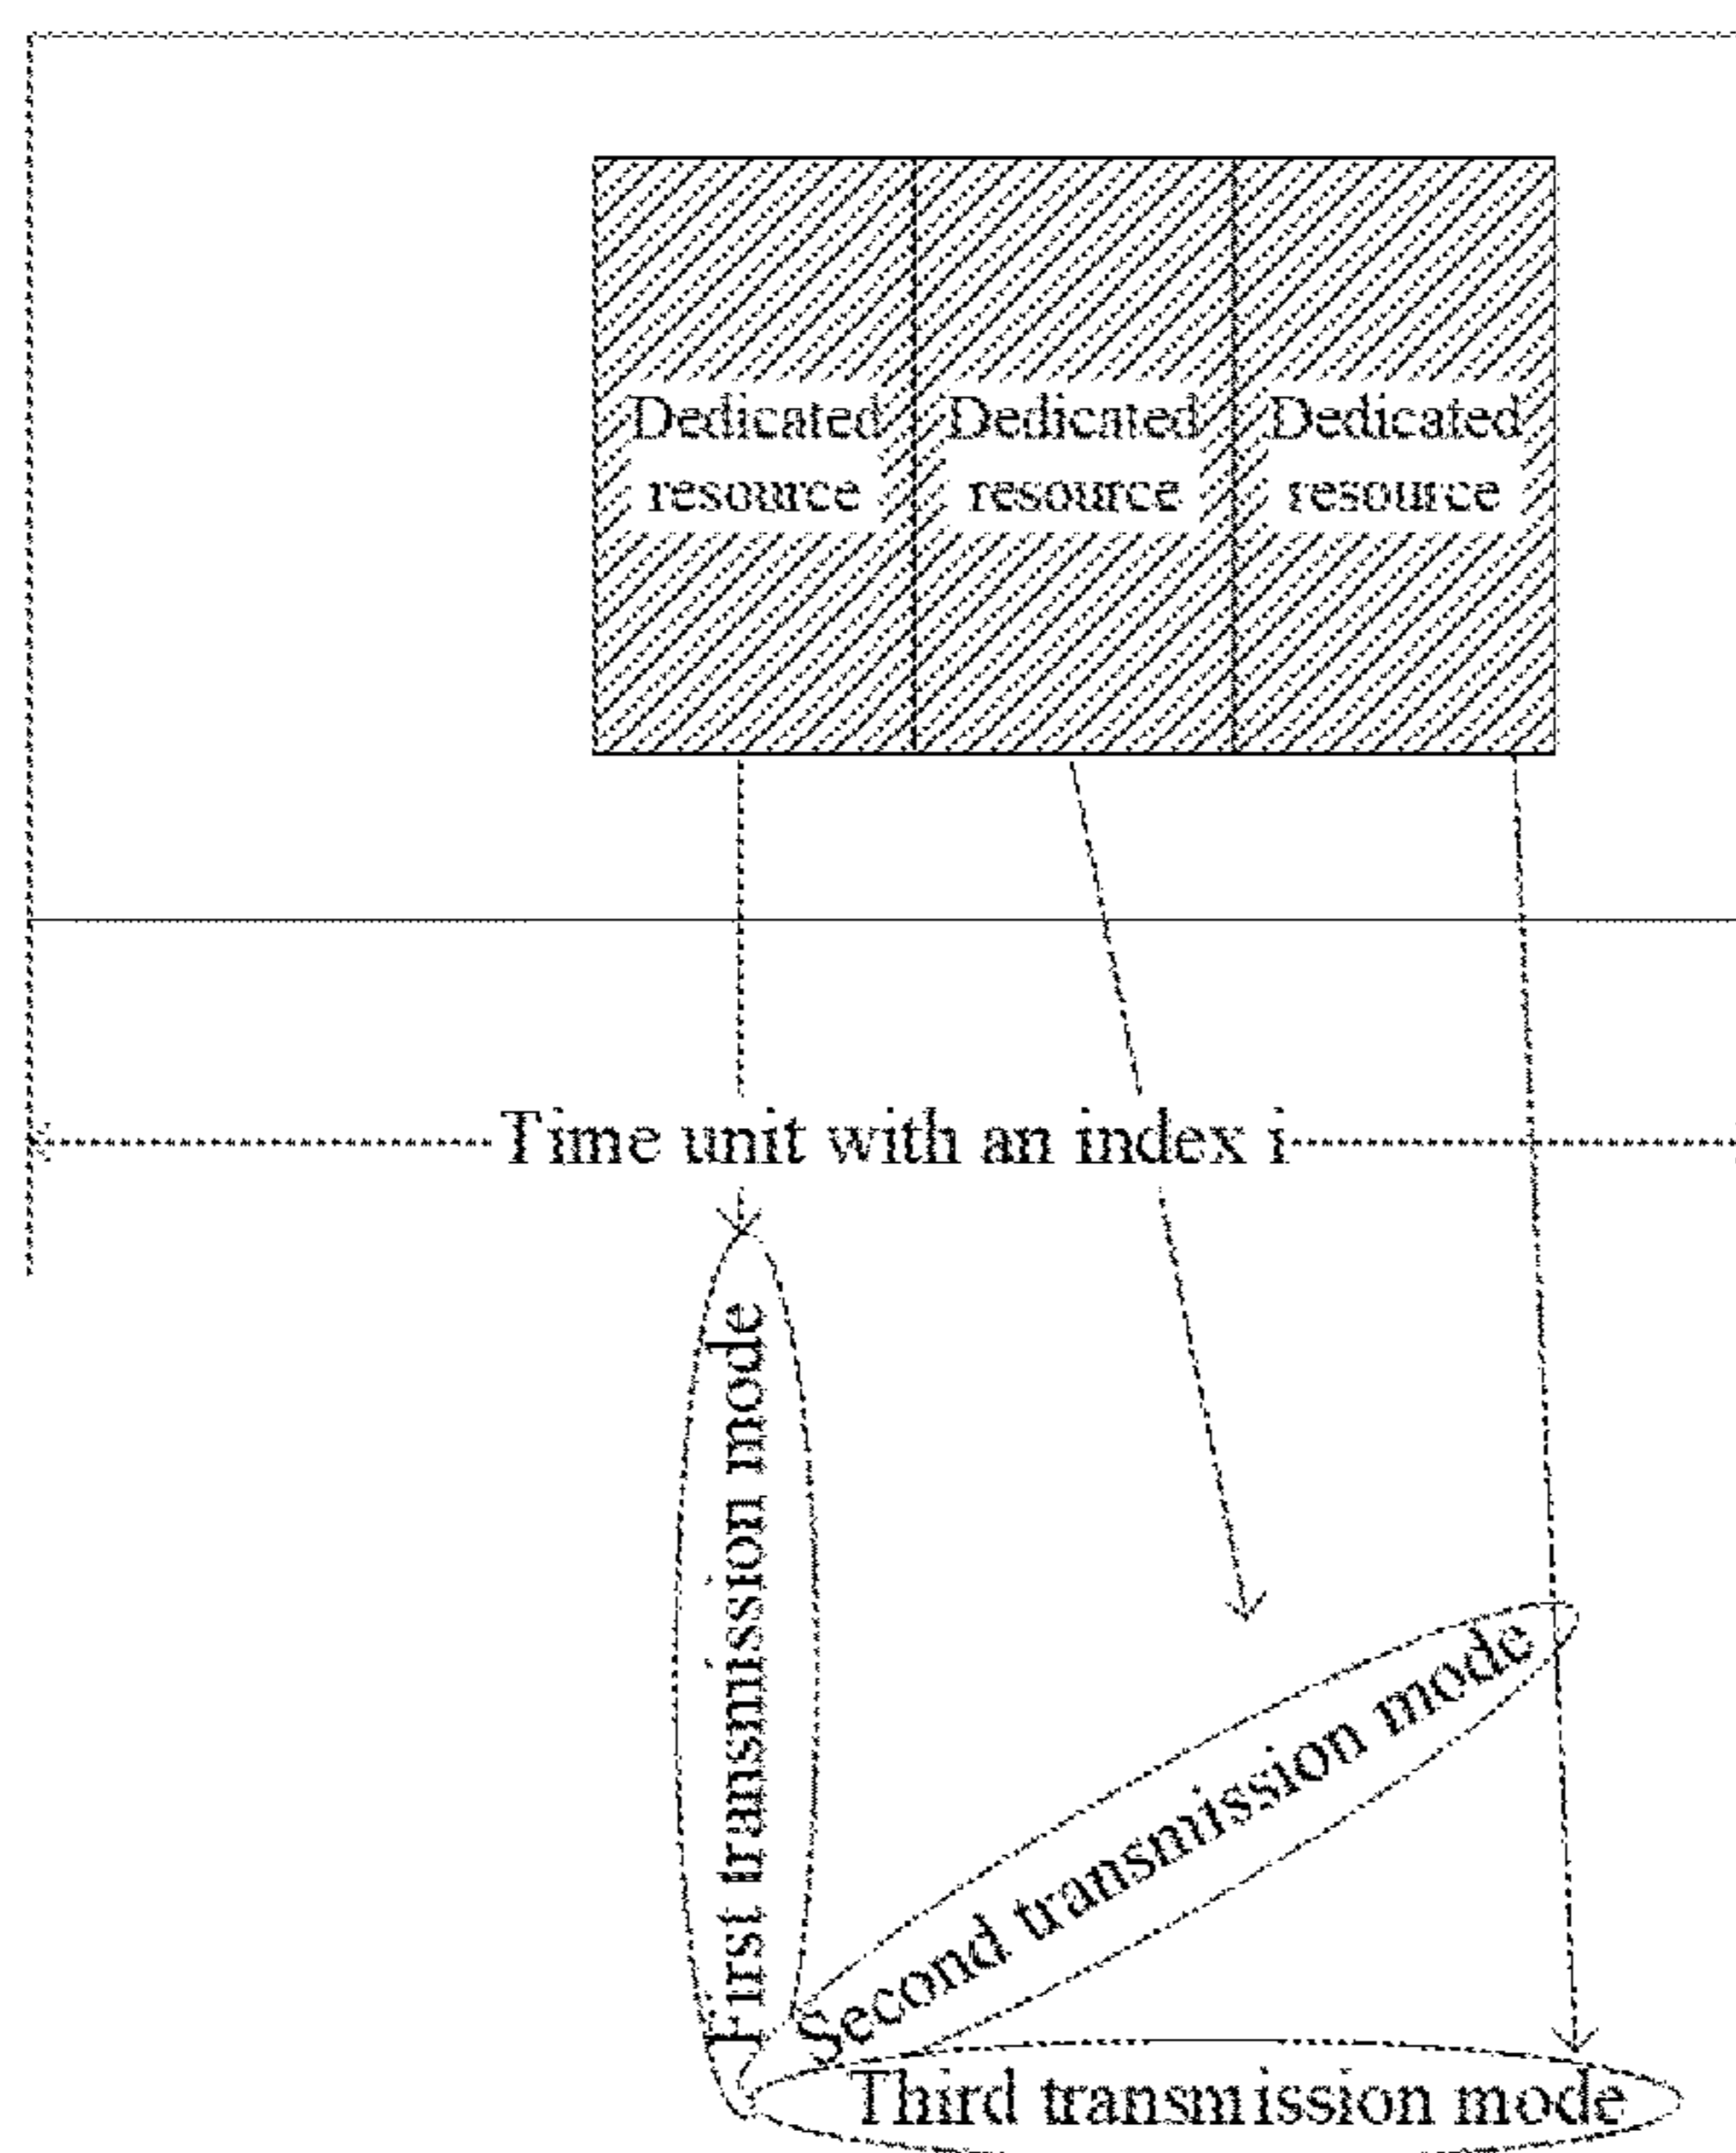 Dedicated
resource
Dedicated
resource
Dedicated
resource
Time unit with an index i
First transmission mode
Second transmission mode
Third transmission mode